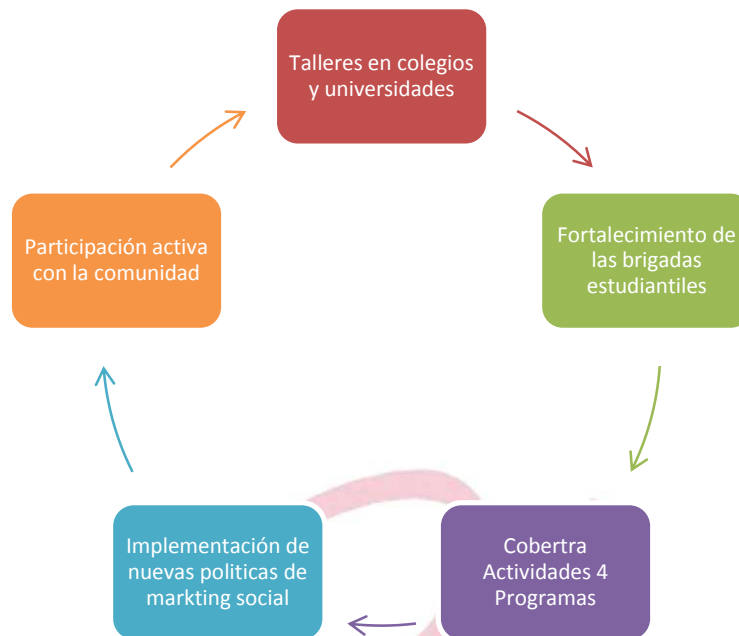 Talleres en colegios
y universidades
Fortalecimiento de
las brigadas
estudiantiles
Cobertra
Actividades 4
Programas
Implementación de
nuevas politicas de
markting social
Participación activa
con la comunidad